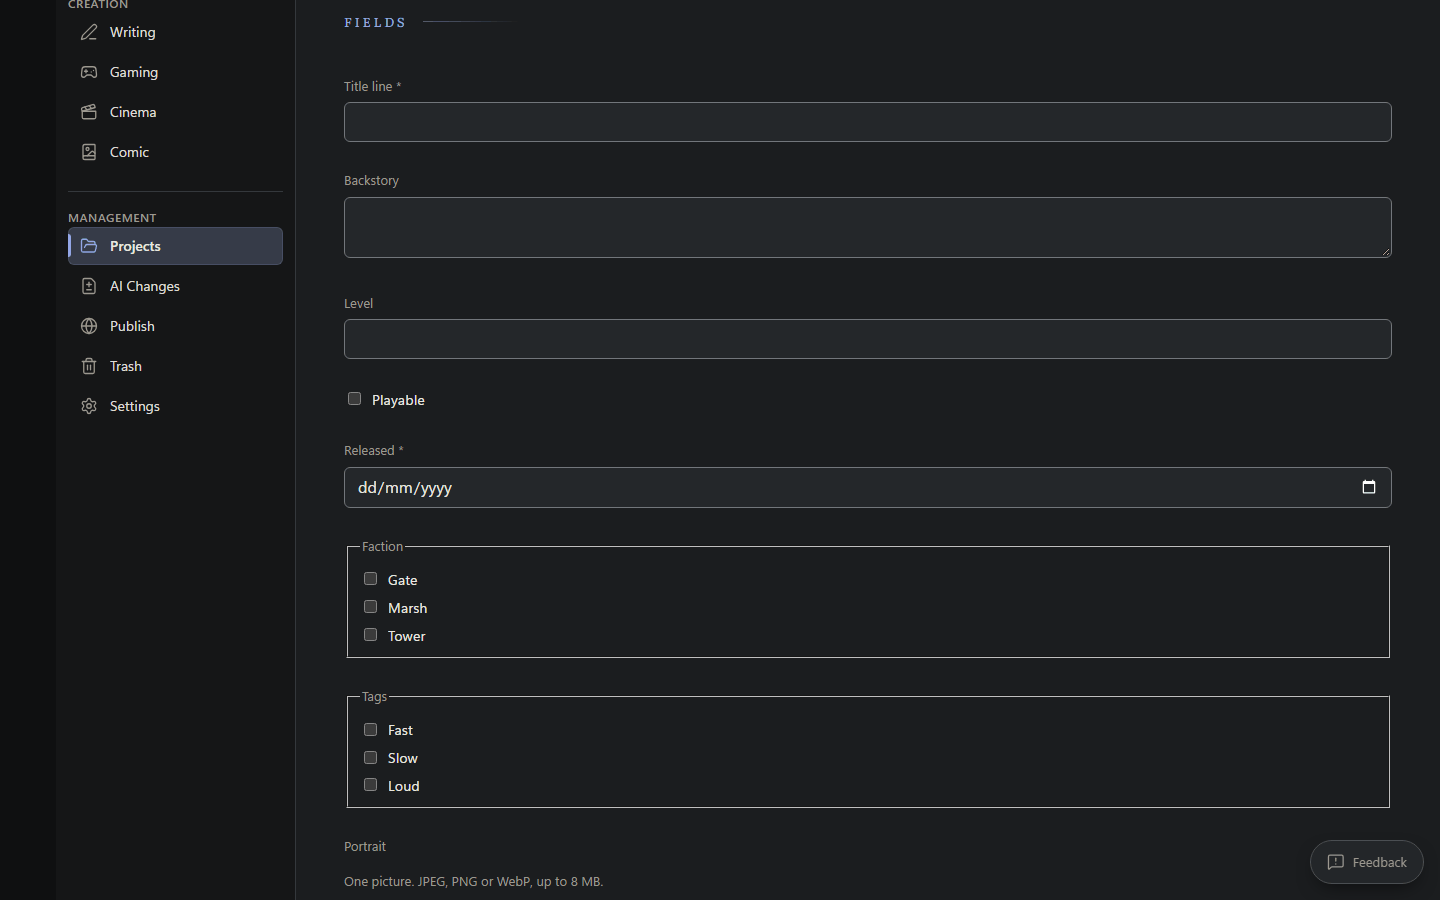 CREATION
Writing
Gaming
Cinema
Comic
MANAGEMENT
Projects
AI Changes
Publish
Trash
Settings
FIELDS
Title line *
Backstory
Level
Playable
Released *
dd/mm/yyyy
Faction
Gate
Marsh
Tower
Tags
Fast
Slow
Loud
Portrait
One picture. JPEG, PNG or WebP, up to 8 MB.
Feedback